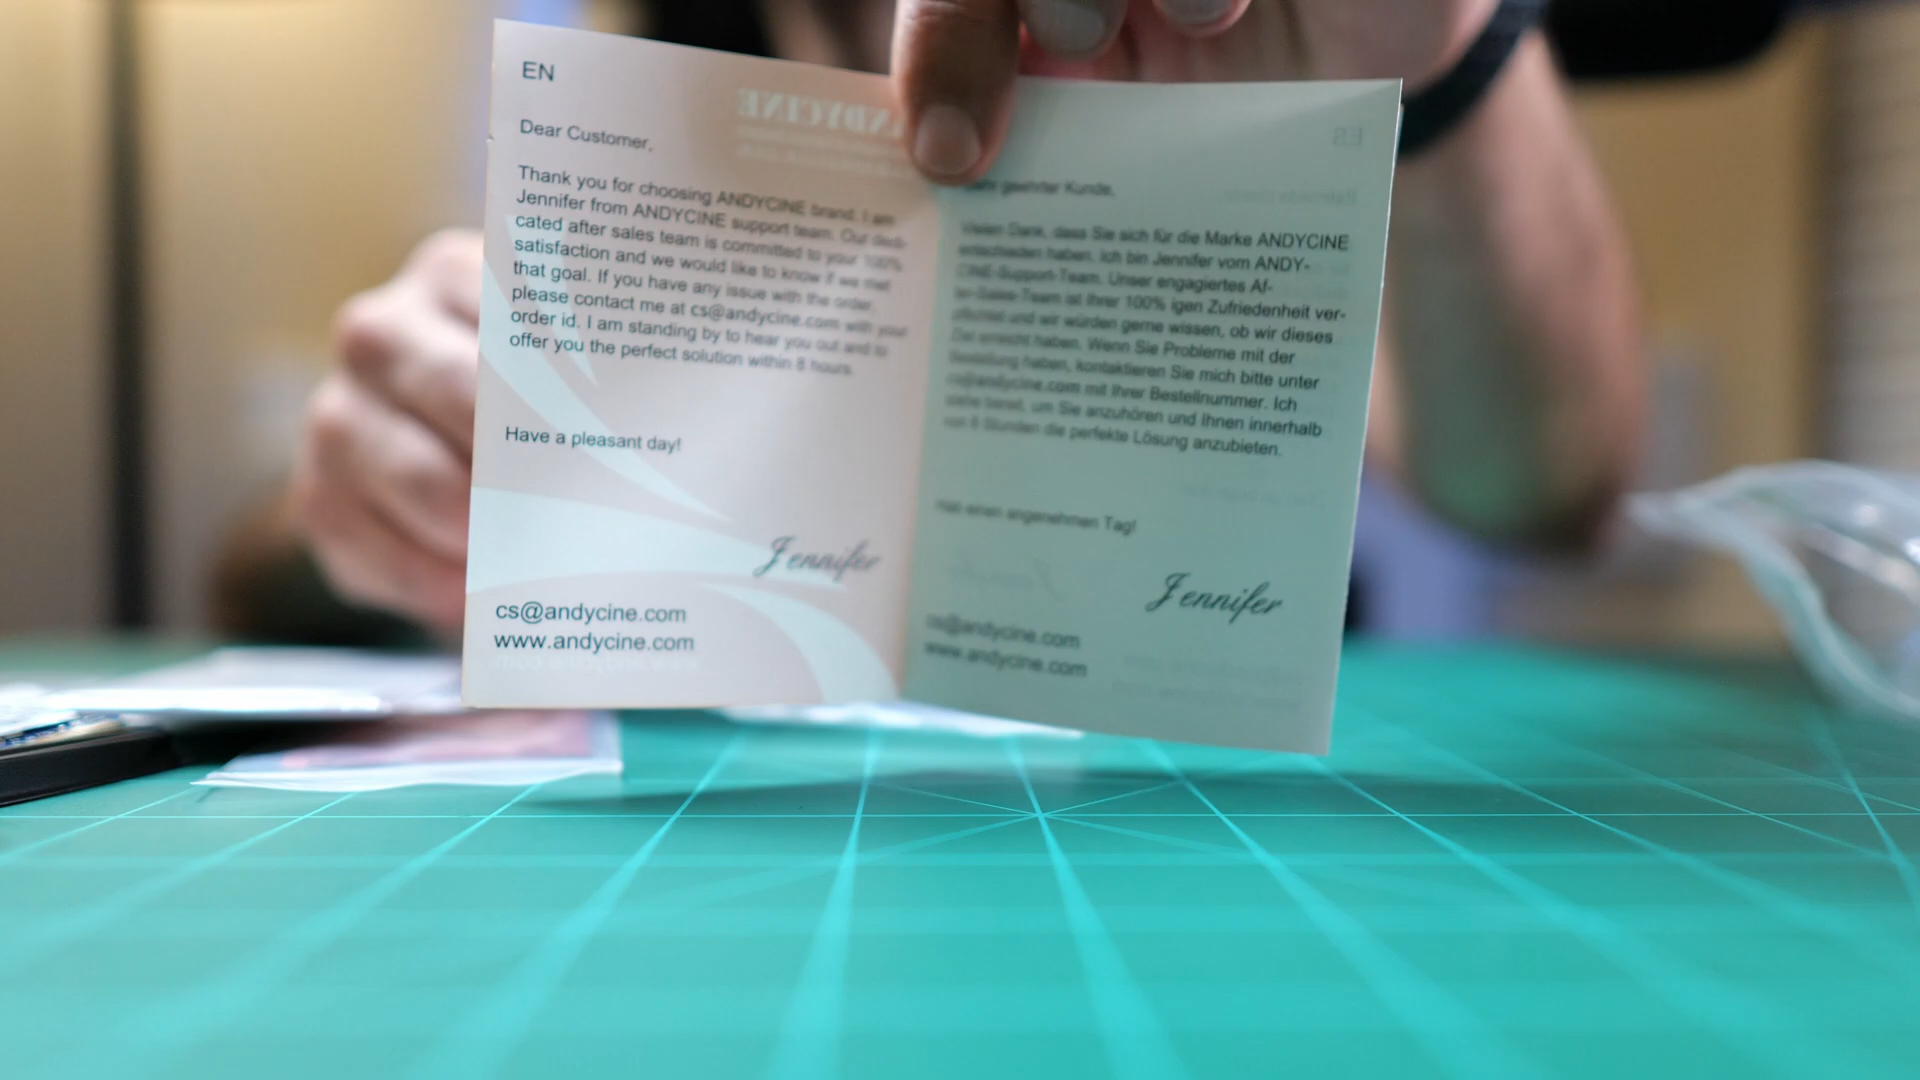 EN
Dear Customer,
Thank you for choosing ANDYCINE brand. I am
Jennifer from ANDYCINE support team. Our dedi-
cated after sales team is committed to your 100%
satisfaction and we would like to know if we met
that goal. If you have any issue with the order,
please contact me at cs@andycine.com with your
order id. I am standing by to hear you out and to
offer you the perfect solution within 8 hours.
Have a pleasant day!
Jennifer
cs@andycine.com
www.andycine.com
geehrter Kunde,
Vielen Dank, dass Sie sich für die Marke ANDYCINE
entschieden haben. Ich bin Jennifer vom ANDY-
CINE-Support-Team. Unser engagiertes Af-
ter-Sales-Team ist Ihrer 100% igen Zufriedenheit ver-
pflichtet und wir würden gerne wissen, ob wir dieses
Ziel erreicht haben. Wenn Sie Probleme mit der
Bestellung haben, kontaktieren Sie mich bitte unter
cs@andycine.com mit Ihrer Bestellnummer. Ich
stehe bereit, um Sie anzuhören und Ihnen innerhalb
von 8 Stunden die perfekte Lösung anzubieten.
einen angenehmen Tag!
Jennifer
cs@andycine.com
www.andycine.com